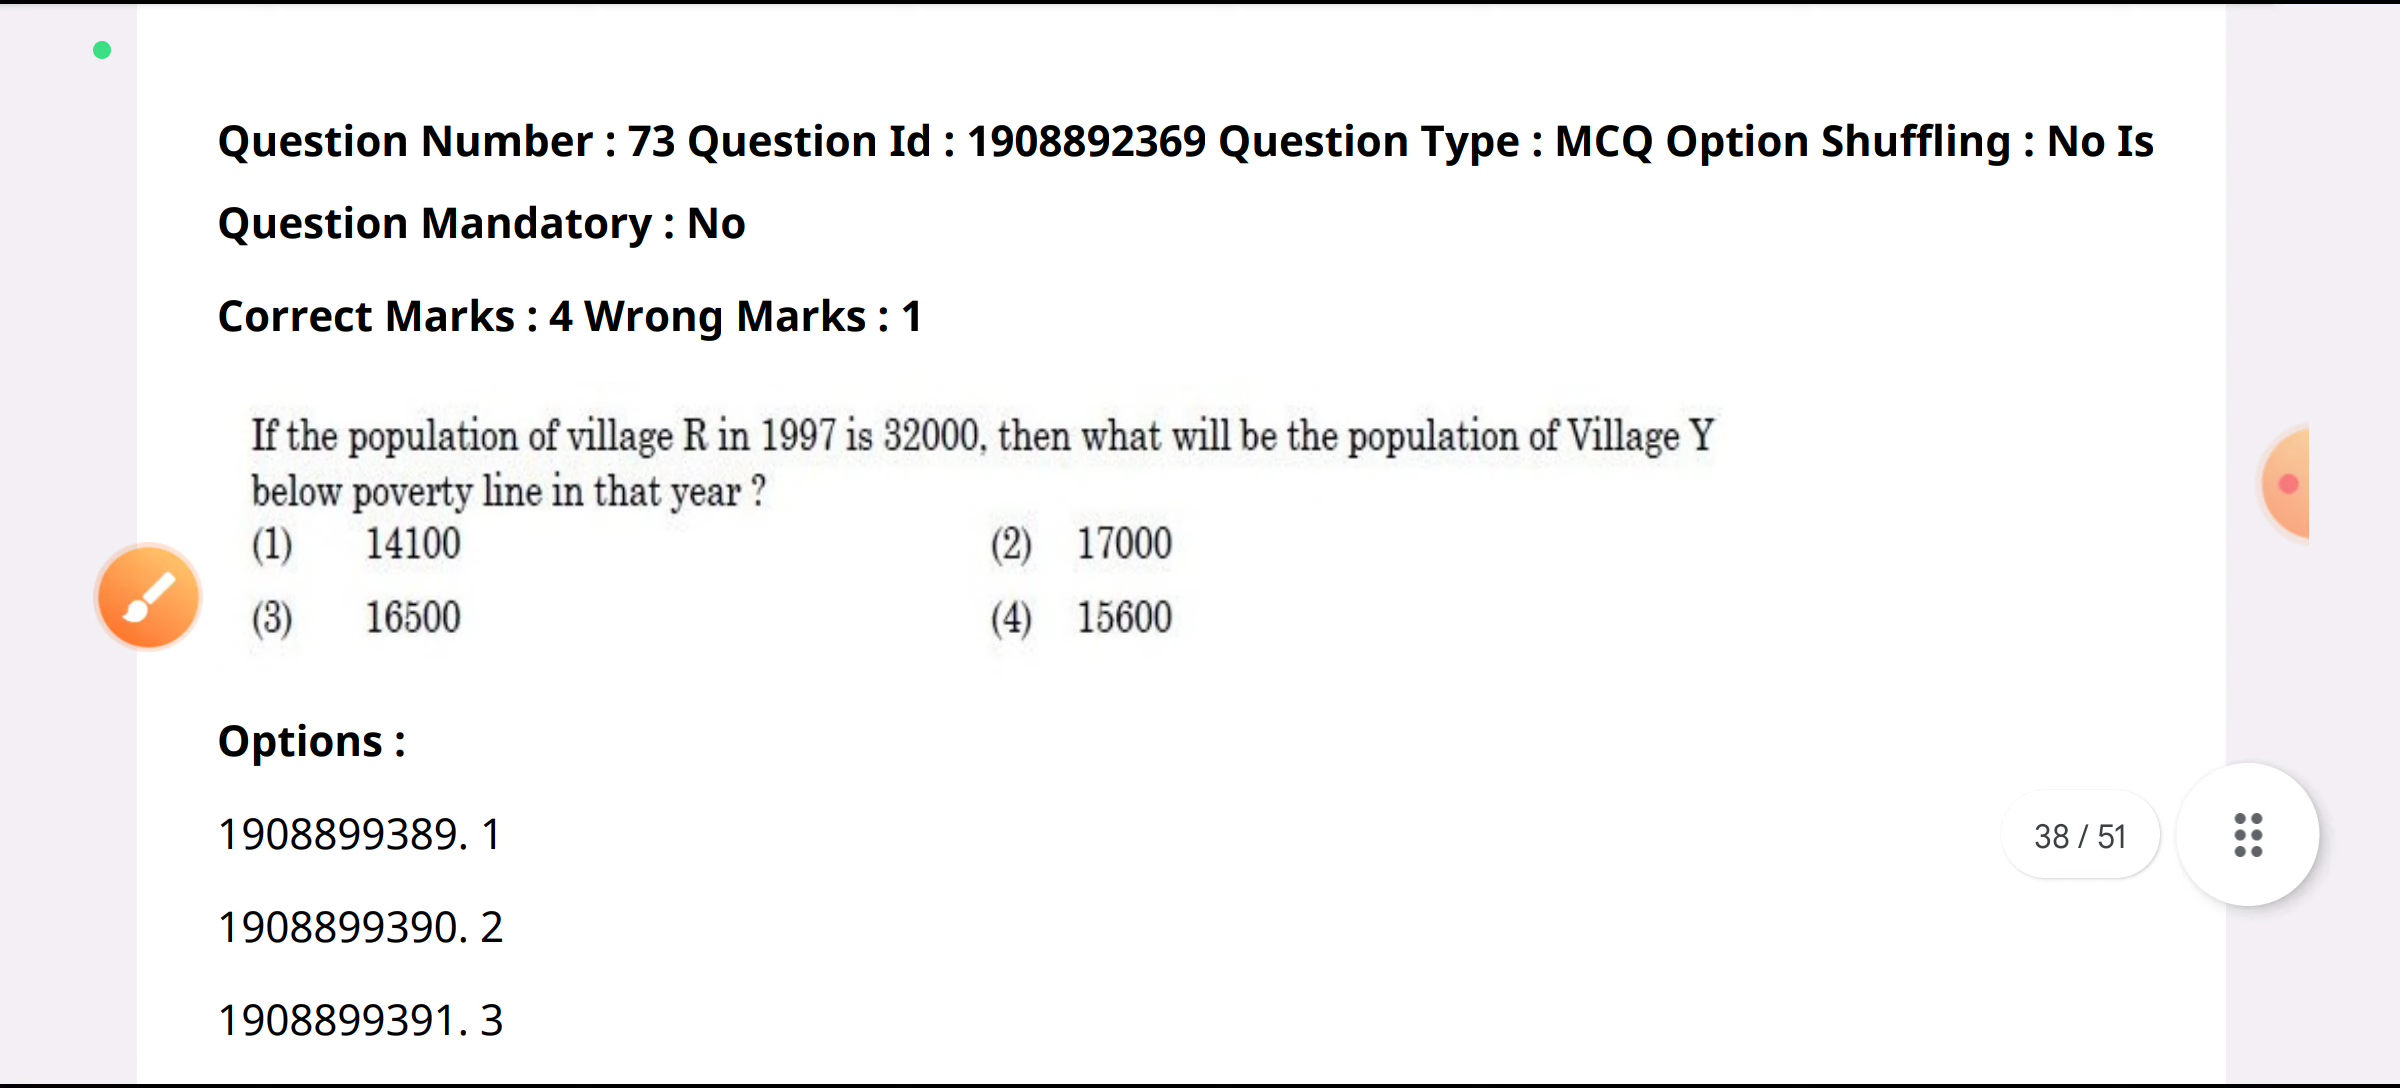 Question Number : 73 Question Id : 1908892369 Question Type : MCQ Option Shuffling : No Is
Question Mandatory : No
Correct Marks : 4 Wrong Marks : 1
If the population of village R in 1997 is 32000, then what will be the population of Village Y
below poverty line in that year ?
(1) 14100 (2) 17000
(3) 16500 (4) 15600
Options :
1908899389. 1
38 / 51
1908899390. 2
1908899391. 3